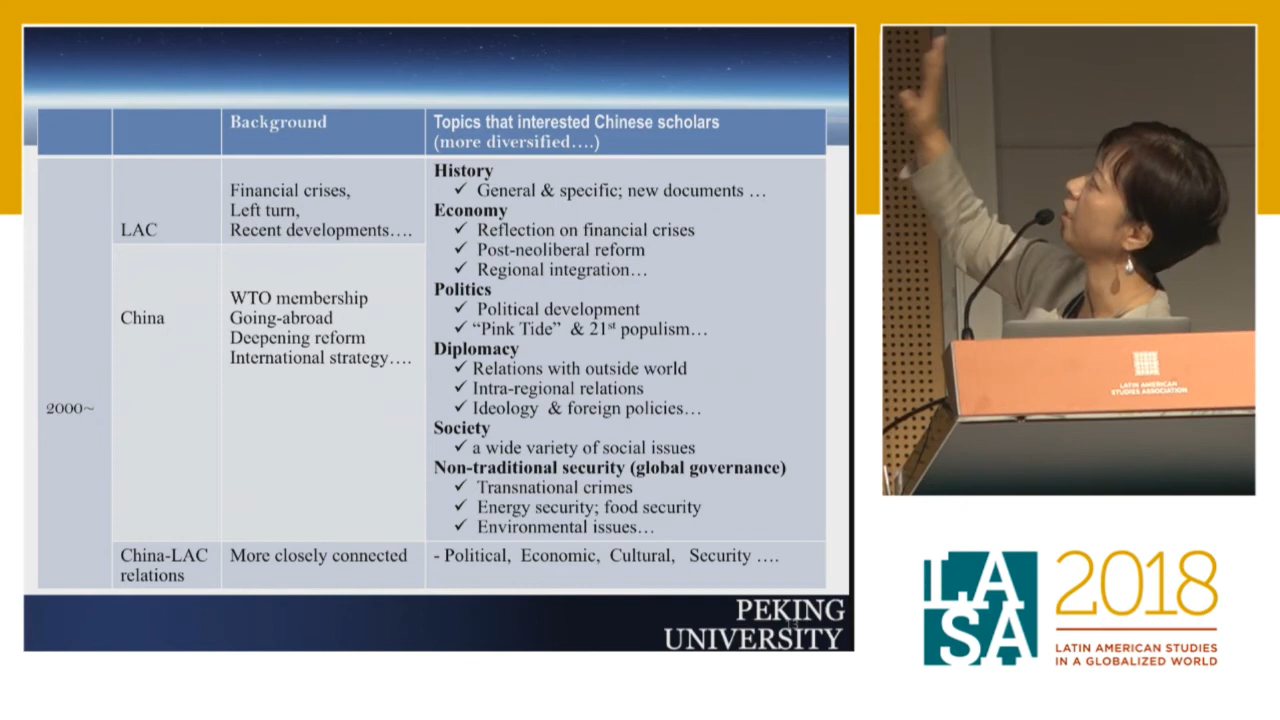 Background
Topics that interested Chinese scholars
(more diversified….)
2000~
LAC
Financial crises,
Left turn,
Recent developments….
China
WTO membership
Going-abroad
Deepening reform
International strategy….
History
✓ General & specific; new documents …
Economy
✓ Reflection on financial crises
✓ Post-neoliberal reform
✓ Regional integration…
Politics
✓ Political development
✓ “Pink Tide” & 21st populism…
Diplomacy
✓ Relations with outside world
✓ Intra-regional relations
✓ Ideology & foreign policies…
Society
✓ a wide variety of social issues
Non-traditional security (global governance)
✓ Transnational crimes
✓ Energy security; food security
✓ Environmental issues…
China-LAC
relations
More closely connected
- Political, Economic, Cultural, Security ….
PEKING
UNIVERSITY
13
LATIN AMERICAN
STUDIES ASSOCIATION
LA
SA
2018
LATIN AMERICAN STUDIES
IN A GLOBALIZED WORLD